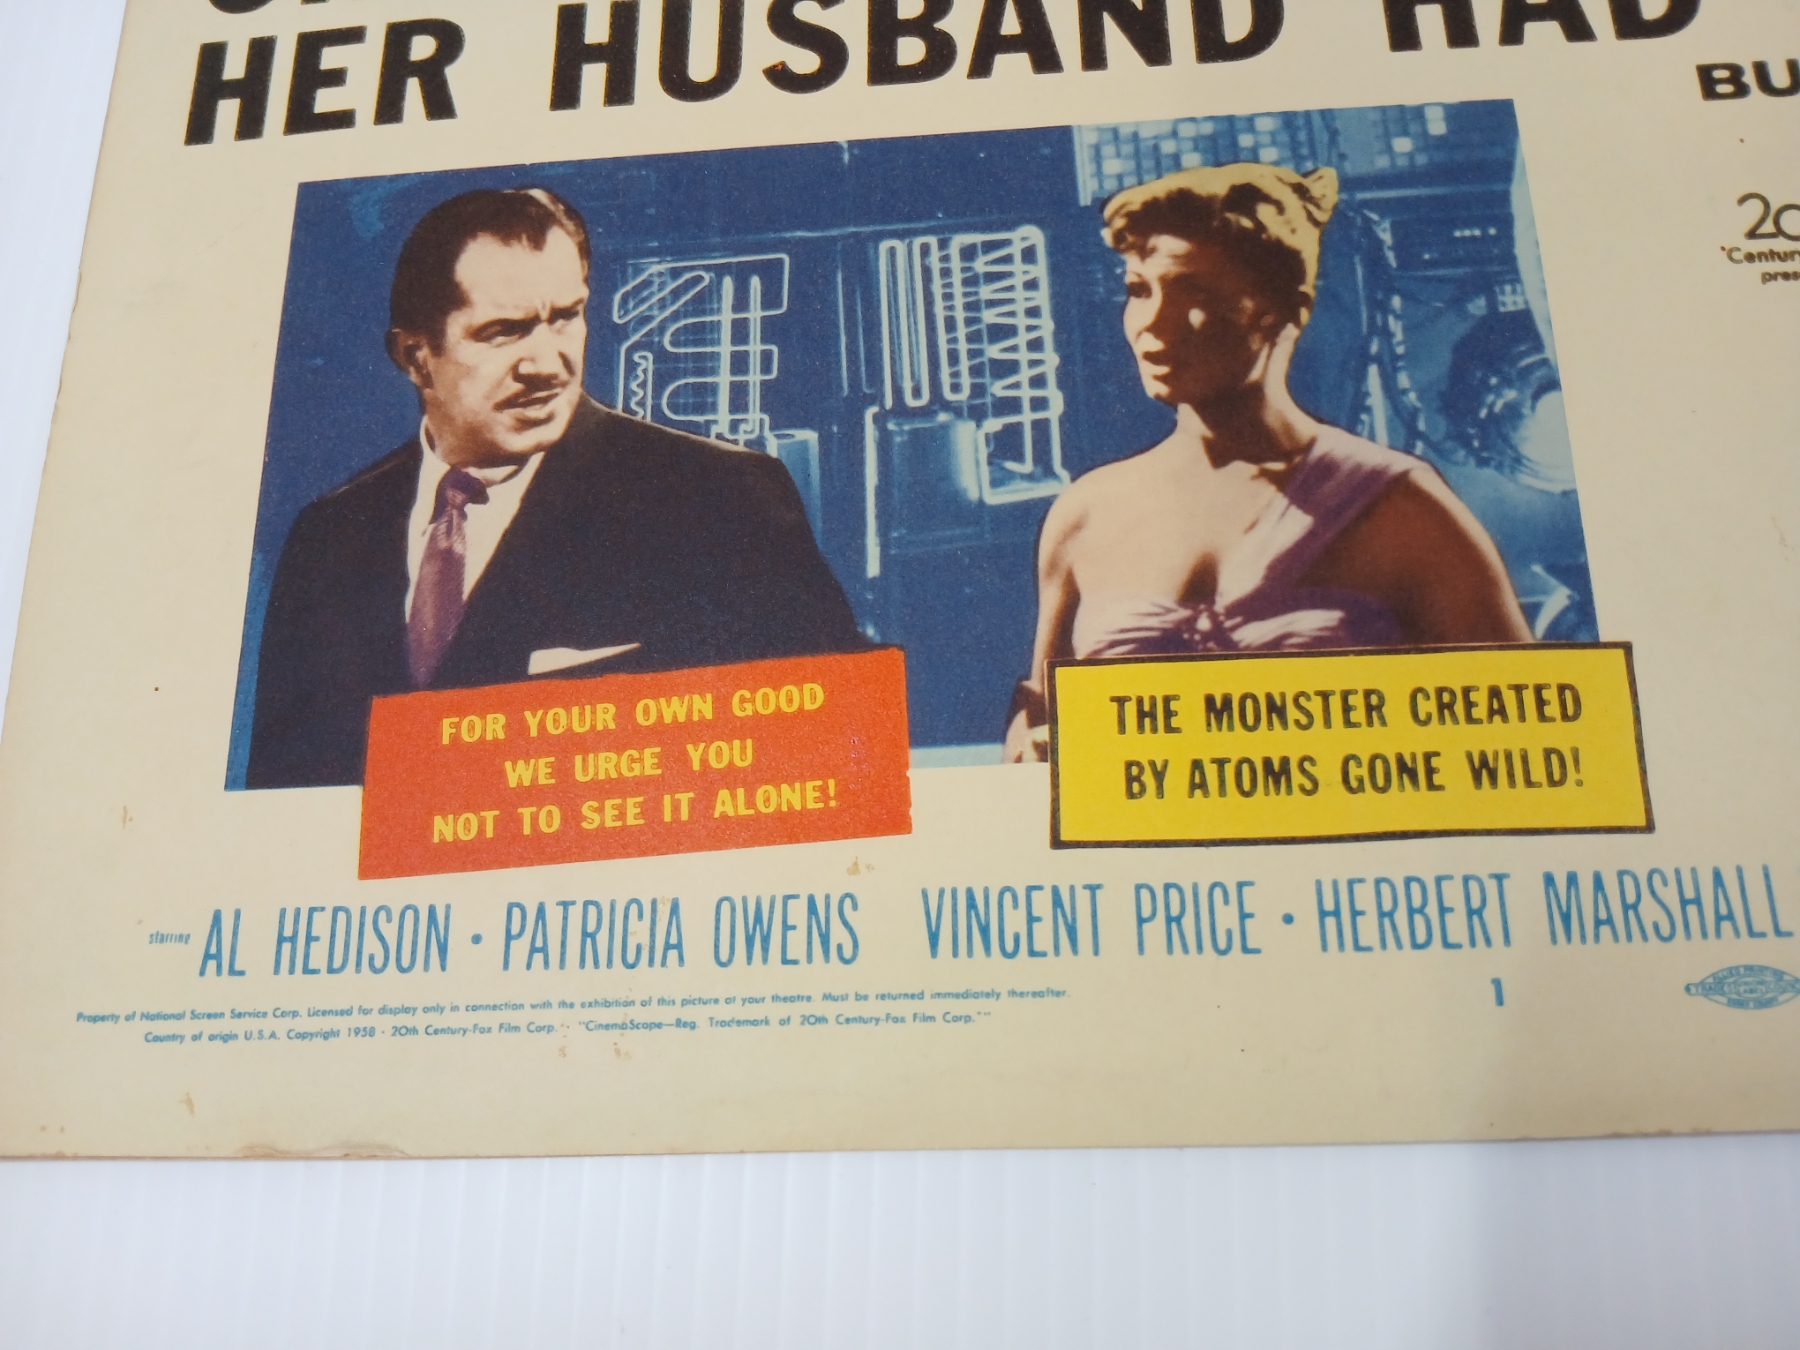 HER HUSBAND HAD
BU
20
"Century
pres
FOR YOUR OWN GOOD
WE URGE YOU
NOT TO SEE IT ALONE!
THE MONSTER CREATED
BY ATOMS GONE WILD!
starring AL HEDISON • PATRICIA OWENS VINCENT PRICE • HERBERT MARSHALL
Property of National Screen Service Corp. Licensed for display only in connection with the exhibition of this picture at your theatre. Must be returned immediately thereafter.
Country of origin U.S.A. Copyright 1958 • 20th Century-Fox Film Corp. "CinemaScope—Reg. Trademark of 20th Century-Fox Film Corp."
1